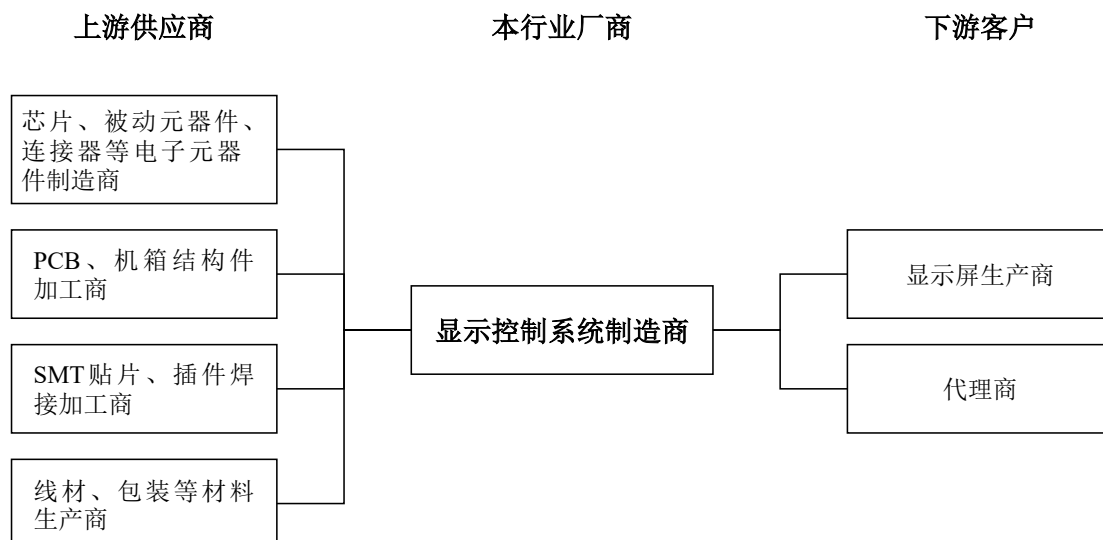 上游供应商
本行业厂商
下游客户
芯片、被动元器件、
连接器等电子元器
件制造商
PCB、机箱结构件
加工商
SMT贴片、插件焊
接加工商
线材、包装等材料
生产商
显示控制系统制造商
显示屏生产商
代理商